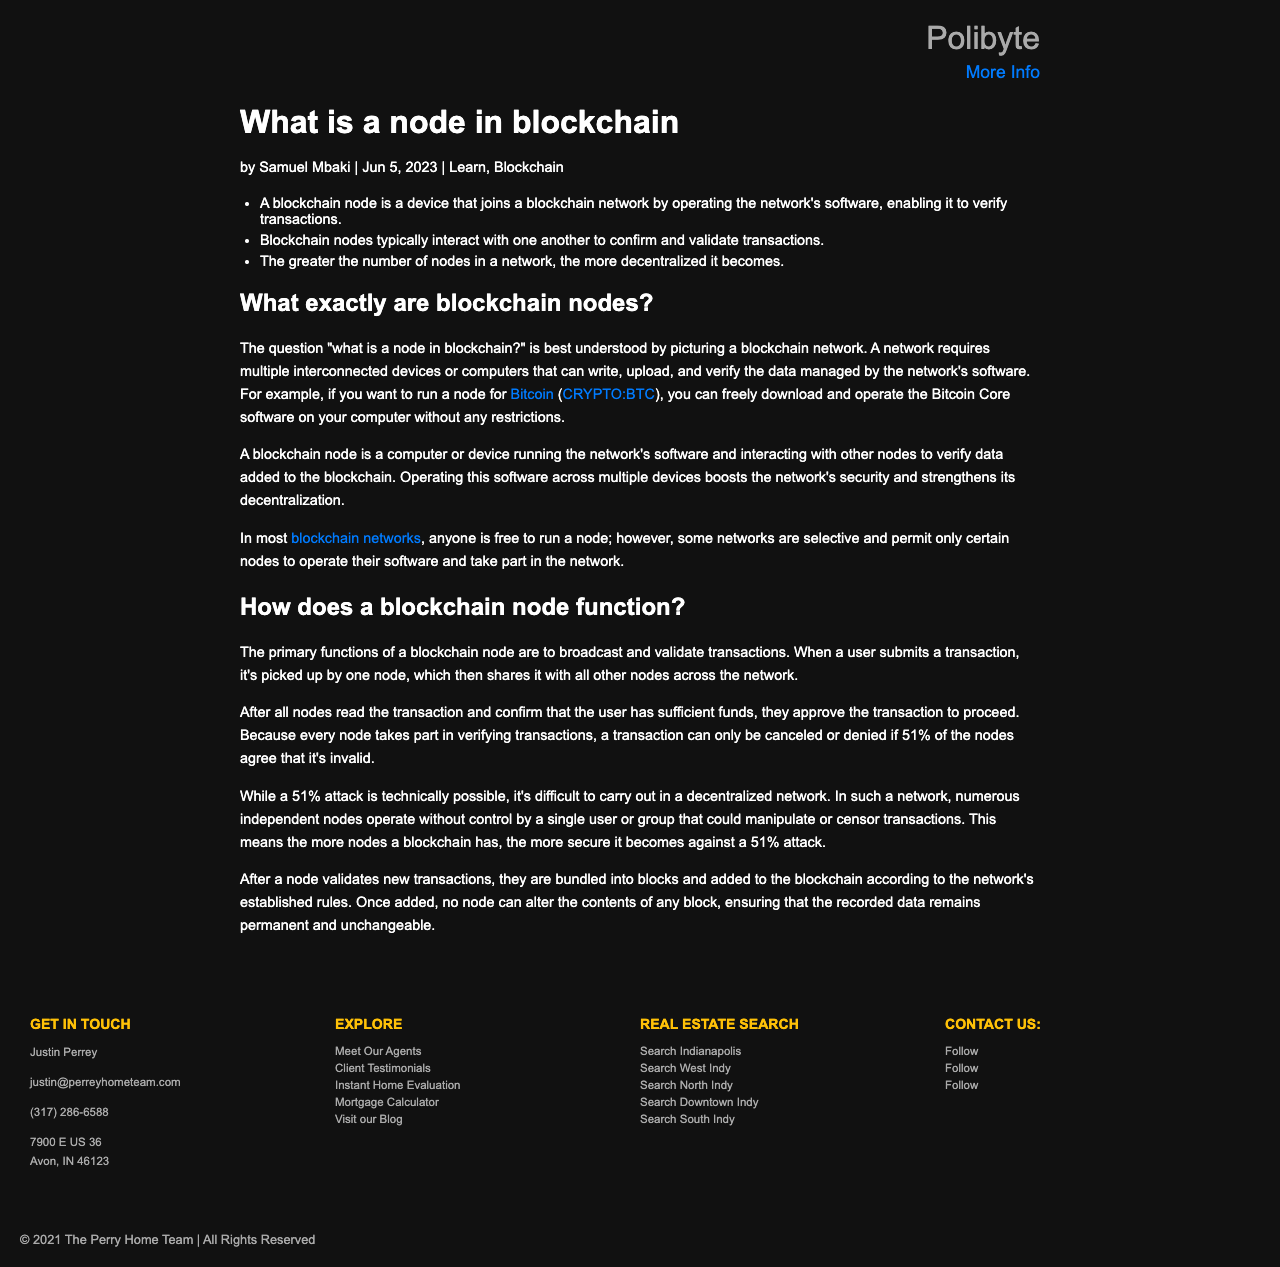 Polibyte
More Info
What is a node in blockchain
by Samuel Mbaki | Jun 5, 2023 | Learn, Blockchain
• A blockchain node is a device that joins a blockchain network by operating the network's software, enabling it to verify
transactions.
• Blockchain nodes typically interact with one another to confirm and validate transactions.
• The greater the number of nodes in a network, the more decentralized it becomes.
What exactly are blockchain nodes?
The question "what is a node in blockchain?" is best understood by picturing a blockchain network. A network requires
multiple interconnected devices or computers that can write, upload, and verify the data managed by the network's software.
For example, if you want to run a node for Bitcoin (CRYPTO:BTC), you can freely download and operate the Bitcoin Core
software on your computer without any restrictions.
A blockchain node is a computer or device running the network's software and interacting with other nodes to verify data
added to the blockchain. Operating this software across multiple devices boosts the network's security and strengthens its
decentralization.
In most blockchain networks, anyone is free to run a node; however, some networks are selective and permit only certain
nodes to operate their software and take part in the network.
How does a blockchain node function?
The primary functions of a blockchain node are to broadcast and validate transactions. When a user submits a transaction,
it's picked up by one node, which then shares it with all other nodes across the network.
After all nodes read the transaction and confirm that the user has sufficient funds, they approve the transaction to proceed.
Because every node takes part in verifying transactions, a transaction can only be canceled or denied if 51% of the nodes
agree that it's invalid.
While a 51% attack is technically possible, it's difficult to carry out in a decentralized network. In such a network, numerous
independent nodes operate without control by a single user or group that could manipulate or censor transactions. This
means the more nodes a blockchain has, the more secure it becomes against a 51% attack.
After a node validates new transactions, they are bundled into blocks and added to the blockchain according to the network's
established rules. Once added, no node can alter the contents of any block, ensuring that the recorded data remains
permanent and unchangeable.
GET IN TOUCH
Justin Perrey
justin@perreyhometeam.com
(317) 286-6588
7900 E US 36
Avon, IN 46123
EXPLORE
Meet Our Agents
Client Testimonials
Instant Home Evaluation
Mortgage Calculator
Visit our Blog
REAL ESTATE SEARCH
Search Indianapolis
Search West Indy
Search North Indy
Search Downtown Indy
Search South Indy
CONTACT US:
Follow
Follow
Follow
© 2021 The Perry Home Team | All Rights Reserved